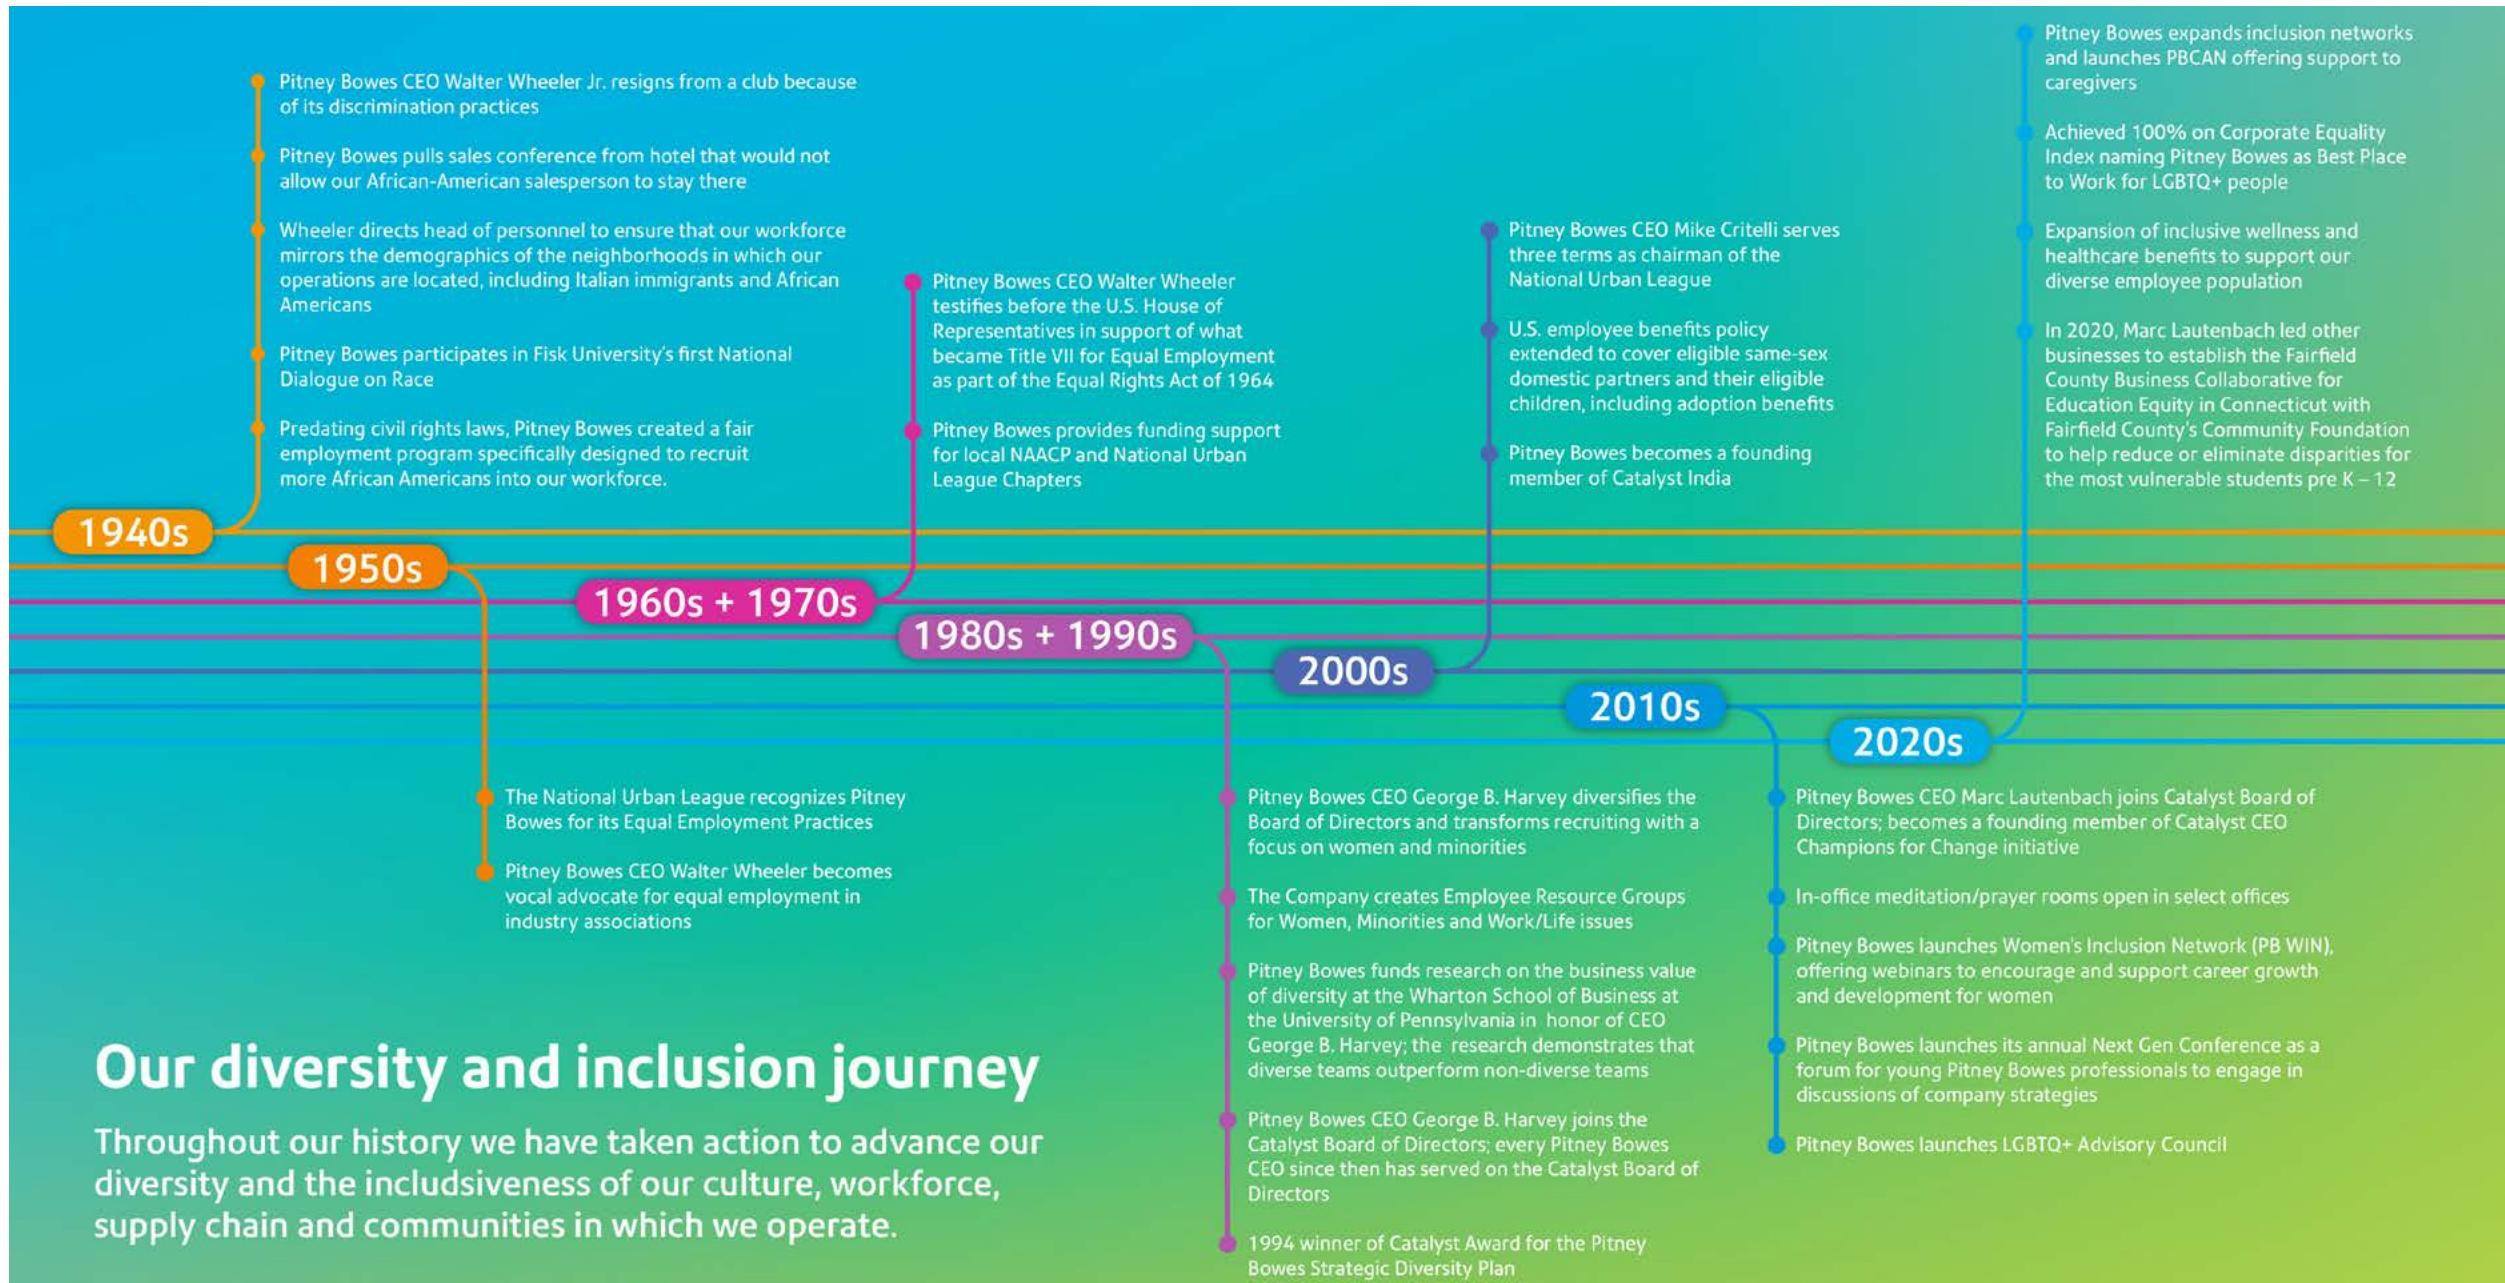 Pitney Bowes CEO Walter Wheeler Jr. resigns from a club because
of its discrimination practices
Pitney Bowes pulls sales conference from hotel that would not
allow our African-American salesperson to stay there
Wheeler directs head of personnel to ensure that our workforce
mirrors the demographics of the neighborhoods in which our
operations are located, including Italian immigrants and African
Americans
Pitney Bowes participates in Fisk University's first National
Dialogue on Race
Predating civil rights laws, Pitney Bowes created a fair
employment program specifically designed to recruit
more African Americans into our workforce.
1940s
1950s
The National Urban League recognizes Pitney
Bowes for its Equal Employment Practices
Pitney Bowes CEO Walter Wheeler becomes
vocal advocate for equal employment in
industry associations
Pitney Bowes CEO Walter Wheeler
testifies before the U.S. House of
Representatives in support of what
became Title VII for Equal Employment
as part of the Equal Rights Act of 1964
Pitney Bowes provides funding support
for local NAACP and National Urban
League Chapters
1960s + 1970s
1980s + 1990s
Pitney Bowes CEO George B. Harvey diversifies the
Board of Directors and transforms recruiting with a
focus on women and minorities
The Company creates Employee Resource Groups
for Women, Minorities and Work/Life issues
Pitney Bowes funds research on the business value
of diversity at the Wharton School of Business at
the University of Pennsylvania in honor of CEO
George B. Harvey; the research demonstrates that
diverse teams outperform non-diverse teams
Pitney Bowes CEO George B. Harvey joins the
Catalyst Board of Directors; every Pitney Bowes
CEO since then has served on the Catalyst Board of
Directors
1994 winner of Catalyst Award for the Pitney
Bowes Strategic Diversity Plan
Pitney Bowes CEO Mike Critelli serves
three terms as chairman of the
National Urban League
U.S. employee benefits policy
extended to cover eligible same-sex
domestic partners and their eligible
children, including adoption benefits
Pitney Bowes becomes a founding
member of Catalyst India
2000s
2010s
Pitney Bowes CEO Marc Lautenbach joins Catalyst Board of
Directors; becomes a founding member of Catalyst CEO
Champions for Change initiative
In-office meditation/prayer rooms open in select offices
Pitney Bowes launches Women's Inclusion Network (PB WIN),
offering webinars to encourage and support career growth
and development for women
Pitney Bowes launches its annual Next Gen Conference as a
forum for young Pitney Bowes professionals to engage in
discussions of company strategies
Pitney Bowes launches LGBTQ+ Advisory Council
Pitney Bowes expands inclusion networks
and launches PBCAN offering support to
caregivers
Achieved 100% on Corporate Equality
Index naming Pitney Bowes as Best Place
to Work for LGBTQ+ people
Expansion of inclusive wellness and
healthcare benefits to support our
diverse employee population
In 2020, Marc Lautenbach led other
businesses to establish the Fairfield
County Business Collaborative for
Education Equity in Connecticut with
Fairfield County's Community Foundation
to help reduce or eliminate disparities for
the most vulnerable students pre K – 12
2020s
Our diversity and inclusion journey
Throughout our history we have taken action to advance our
diversity and the includsiveness of our culture, workforce,
supply chain and communities in which we operate.